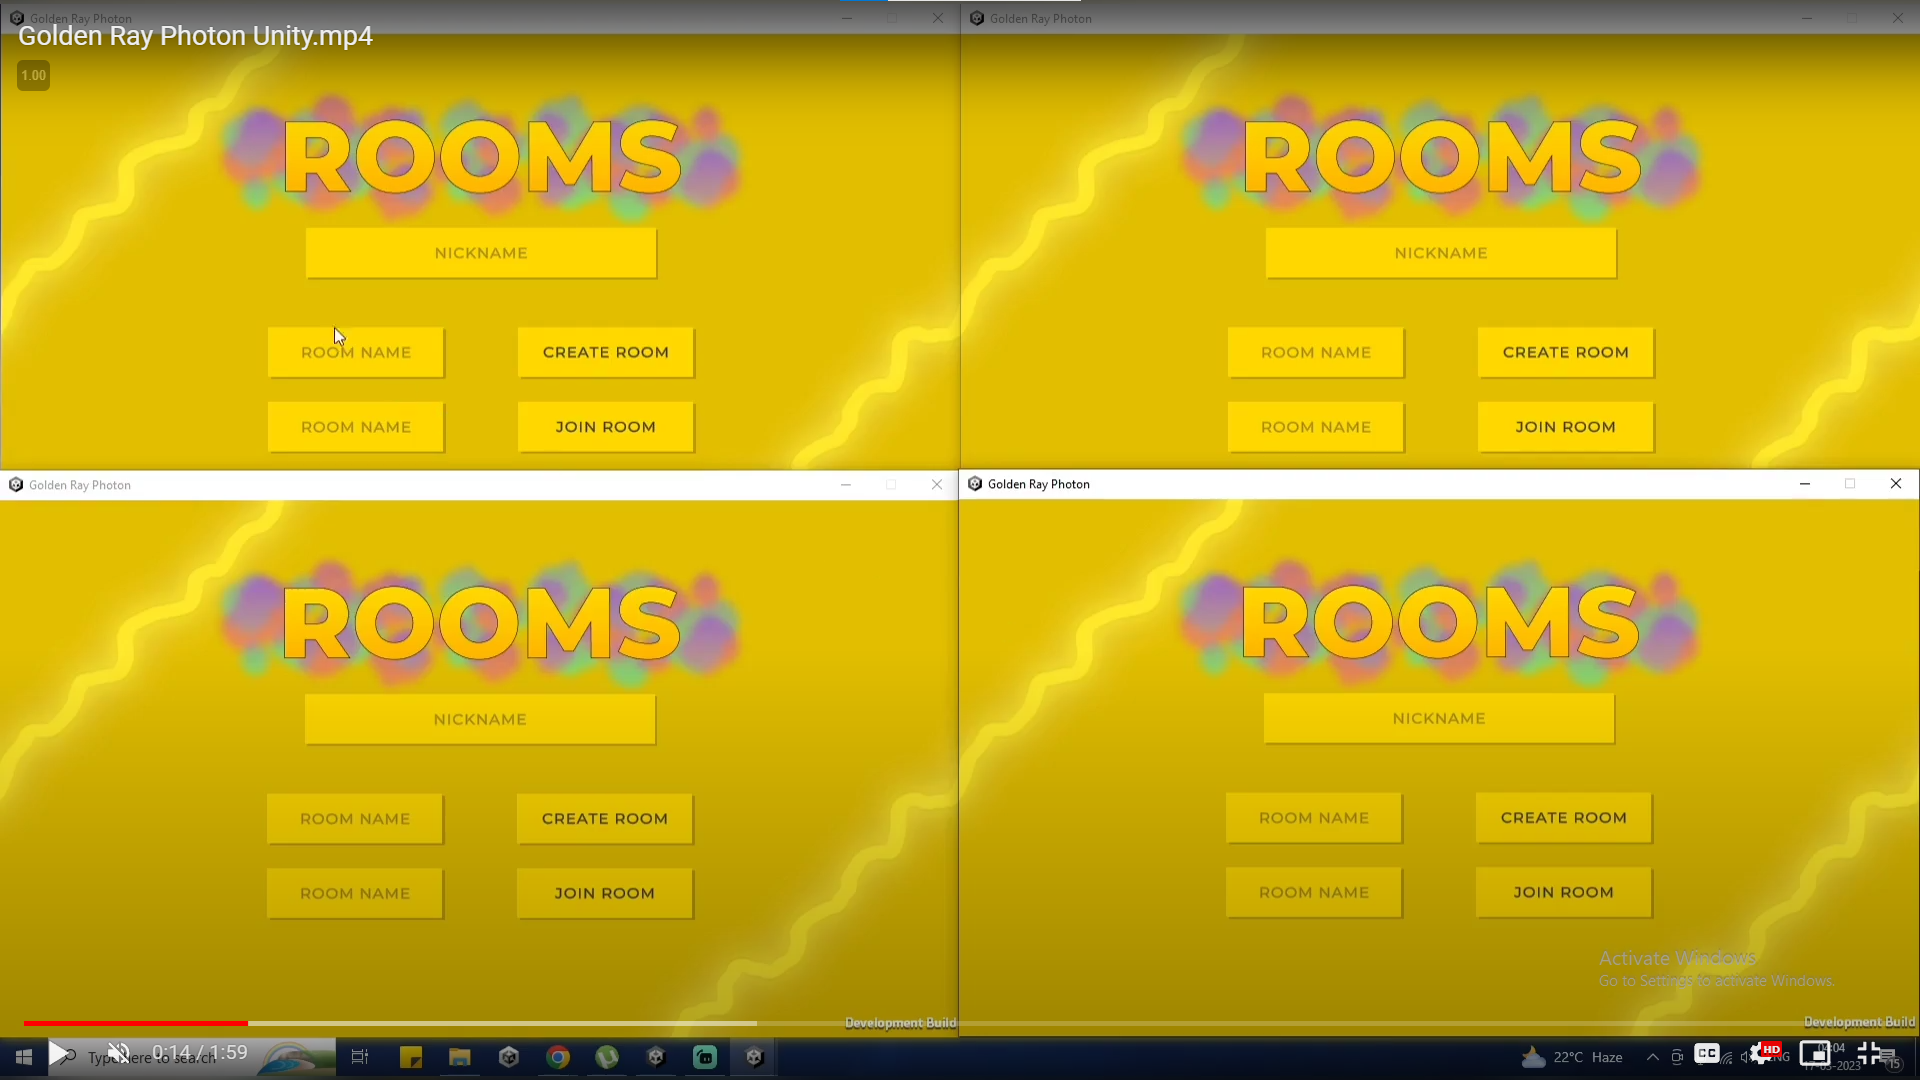 Golden Ray Photon
Golden Ray Photon
Golden Ray Photon Unity.mp4
1.00
ROOMS
NICKNAME
ROOM NAME
CREATE ROOM
ROOM NAME
JOIN ROOM
ROOMS
NICKNAME
ROOM NAME
CREATE ROOM
ROOM NAME
JOIN ROOM
Golden Ray Photon
ROOMS
NICKNAME
ROOM NAME
CREATE ROOM
ROOM NAME
JOIN ROOM
Development Build
Golden Ray Photon
ROOMS
NICKNAME
ROOM NAME
CREATE ROOM
ROOM NAME
JOIN ROOM
Activate Windows
Go to Settings to activate Windows.
Development Build
Type here to search
0:14 / 1:59
22°C Haze
CC
HD
15